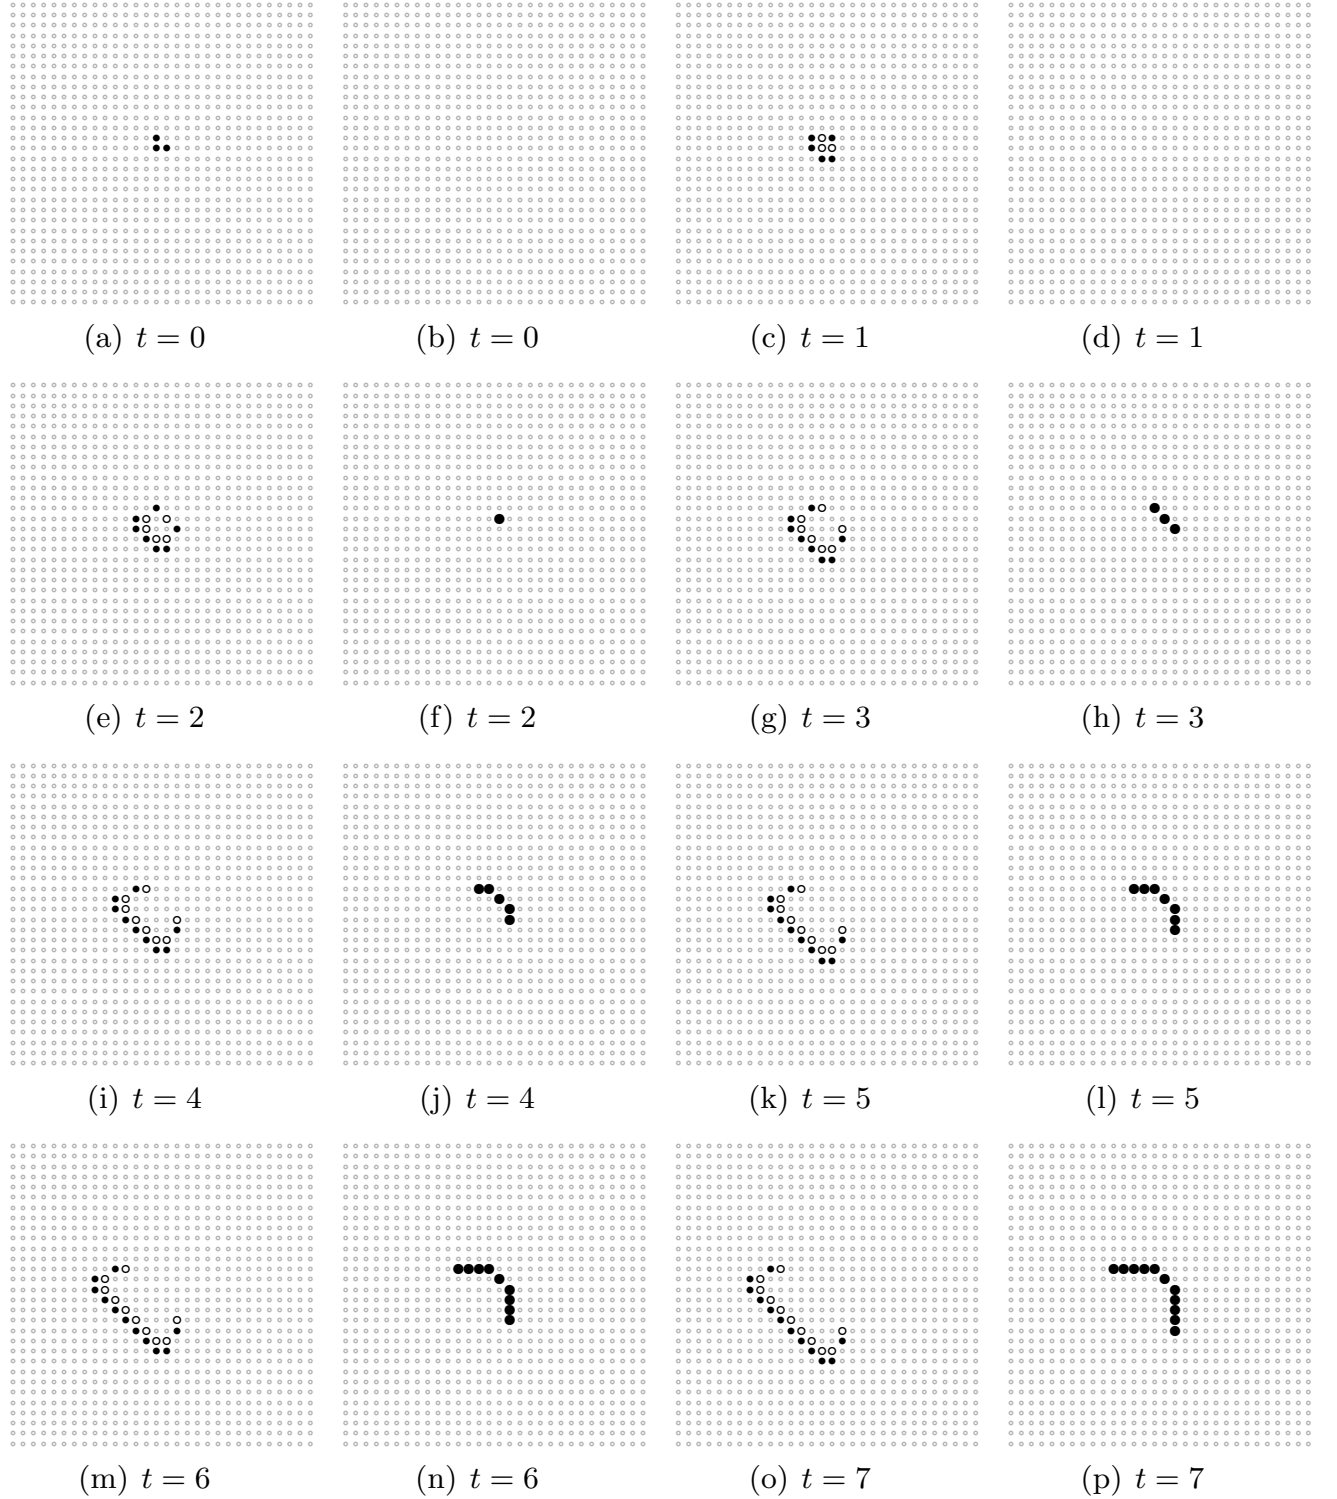 (a) t = 0 (b) t = 0 (c) t = 1 (d) t = 1
(e) t = 2 (f) t = 2 (g) t = 3 (h) t = 3
(i) t = 4 (j) t = 4 (k) t = 5 (l) t = 5
(m) t = 6 (n) t = 6 (o) t = 7 (p) t = 7